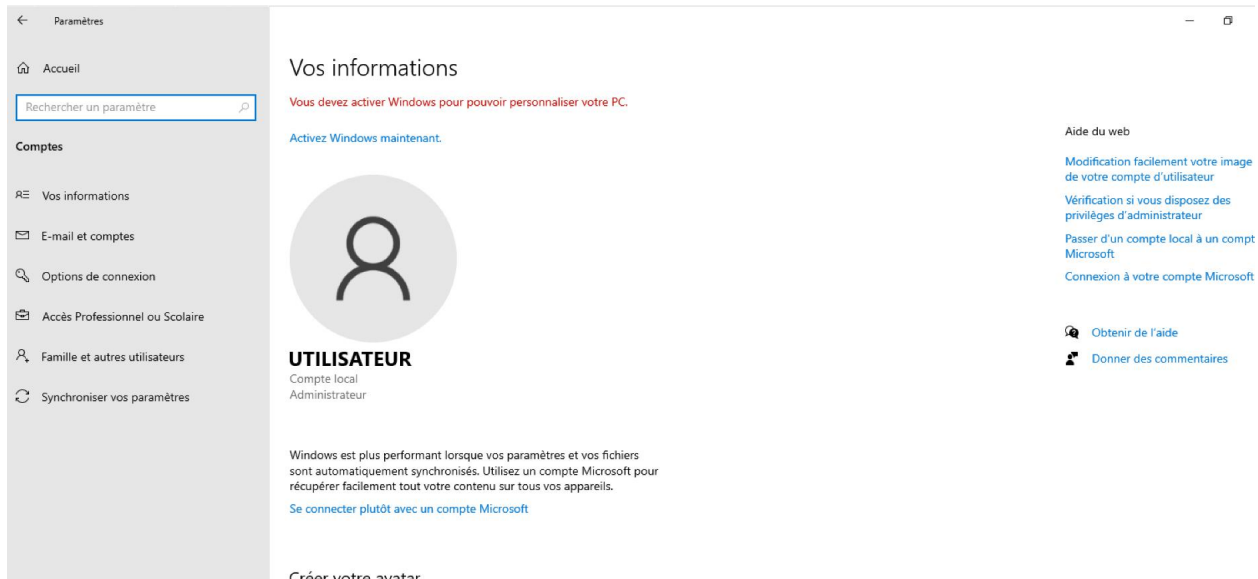 Paramètres
Accueil
Rechercher un paramètre
Comptes
Vos informations
E-mail et comptes
Options de connexion
Accès Professionnel ou Scolaire
Famille et autres utilisateurs
Synchroniser vos paramètres
Vos informations
Vous devez activer Windows pour pouvoir personnaliser votre PC.
Activez Windows maintenant.
UTILISATEUR
Compte local
Administrateur
Windows est plus performant lorsque vos paramètres et vos fichiers
sont automatiquement synchronisés. Utilisez un compte Microsoft pour
récupérer facilement tout votre contenu sur tous vos appareils.
Se connecter plutôt avec un compte Microsoft
Créer votre avatar
Aide du web
Modification facilement votre image
de votre compte d'utilisateur
Vérification si vous disposez des
privilèges d'administrateur
Passer d'un compte local à un compt
Microsoft
Connexion à votre compte Microsoft
Obtenir de l'aide
Donner des commentaires